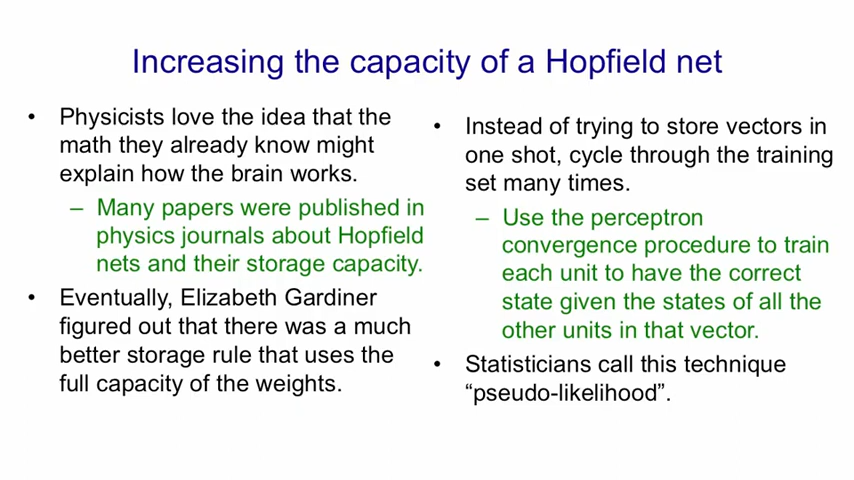 Increasing the capacity of a Hopfield net
• Physicists love the idea that the
math they already know might
explain how the brain works.
– Many papers were published in
physics journals about Hopfield
nets and their storage capacity.
• Eventually, Elizabeth Gardiner
figured out that there was a much
better storage rule that uses the
full capacity of the weights.
• Instead of trying to store vectors in
one shot, cycle through the training
set many times.
– Use the perceptron
convergence procedure to train
each unit to have the correct
state given the states of all the
other units in that vector.
• Statisticians call this technique
“pseudo-likelihood”.